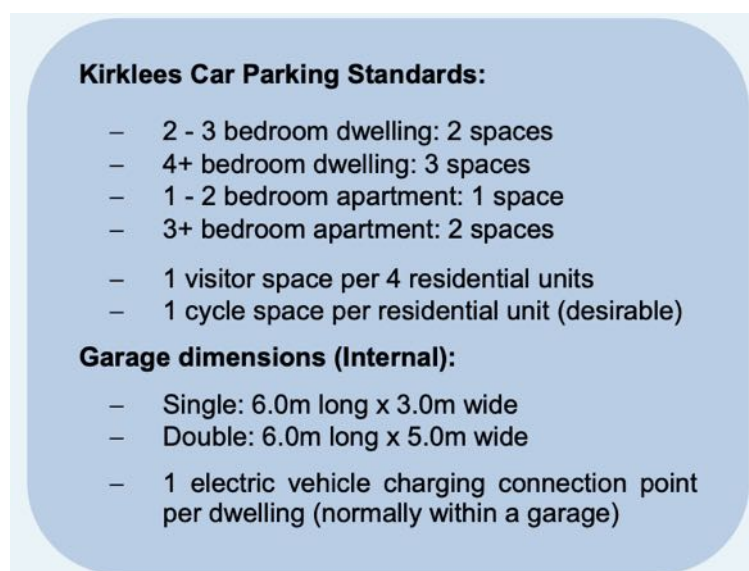 Kirklees Car Parking Standards:
– 2 - 3 bedroom dwelling: 2 spaces
– 4+ bedroom dwelling: 3 spaces
– 1 - 2 bedroom apartment: 1 space
– 3+ bedroom apartment: 2 spaces
– 1 visitor space per 4 residential units
– 1 cycle space per residential unit (desirable)
Garage dimensions (Internal):
– Single: 6.0m long x 3.0m wide
– Double: 6.0m long x 5.0m wide
– 1 electric vehicle charging connection point
per dwelling (normally within a garage)